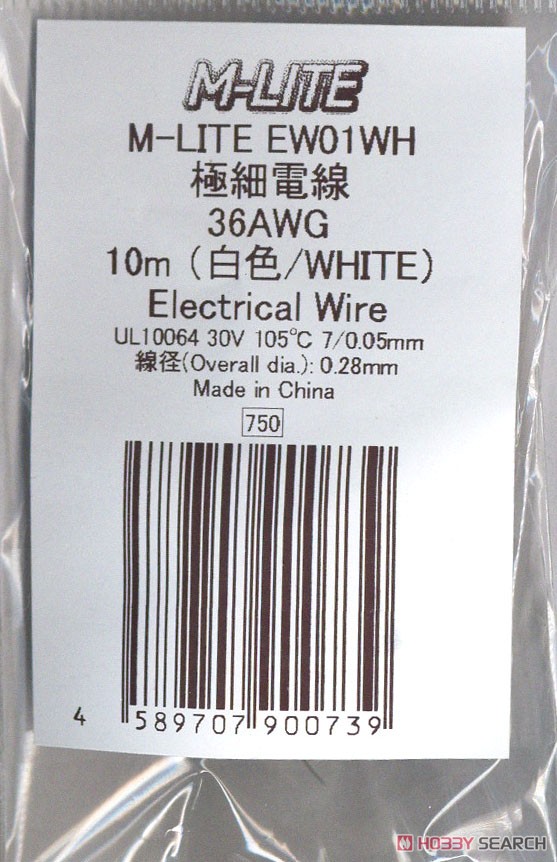 M-LITE
M-LITE EW01WH
極細電線
36AWG
10m (白色/WHITE)
Electrical Wire
UL10064 30V 105℃ 7/0.05mm
線径(Overall dia.): 0.28mm
Made in China
750
4 589707 900739
HOBBY SEARCH